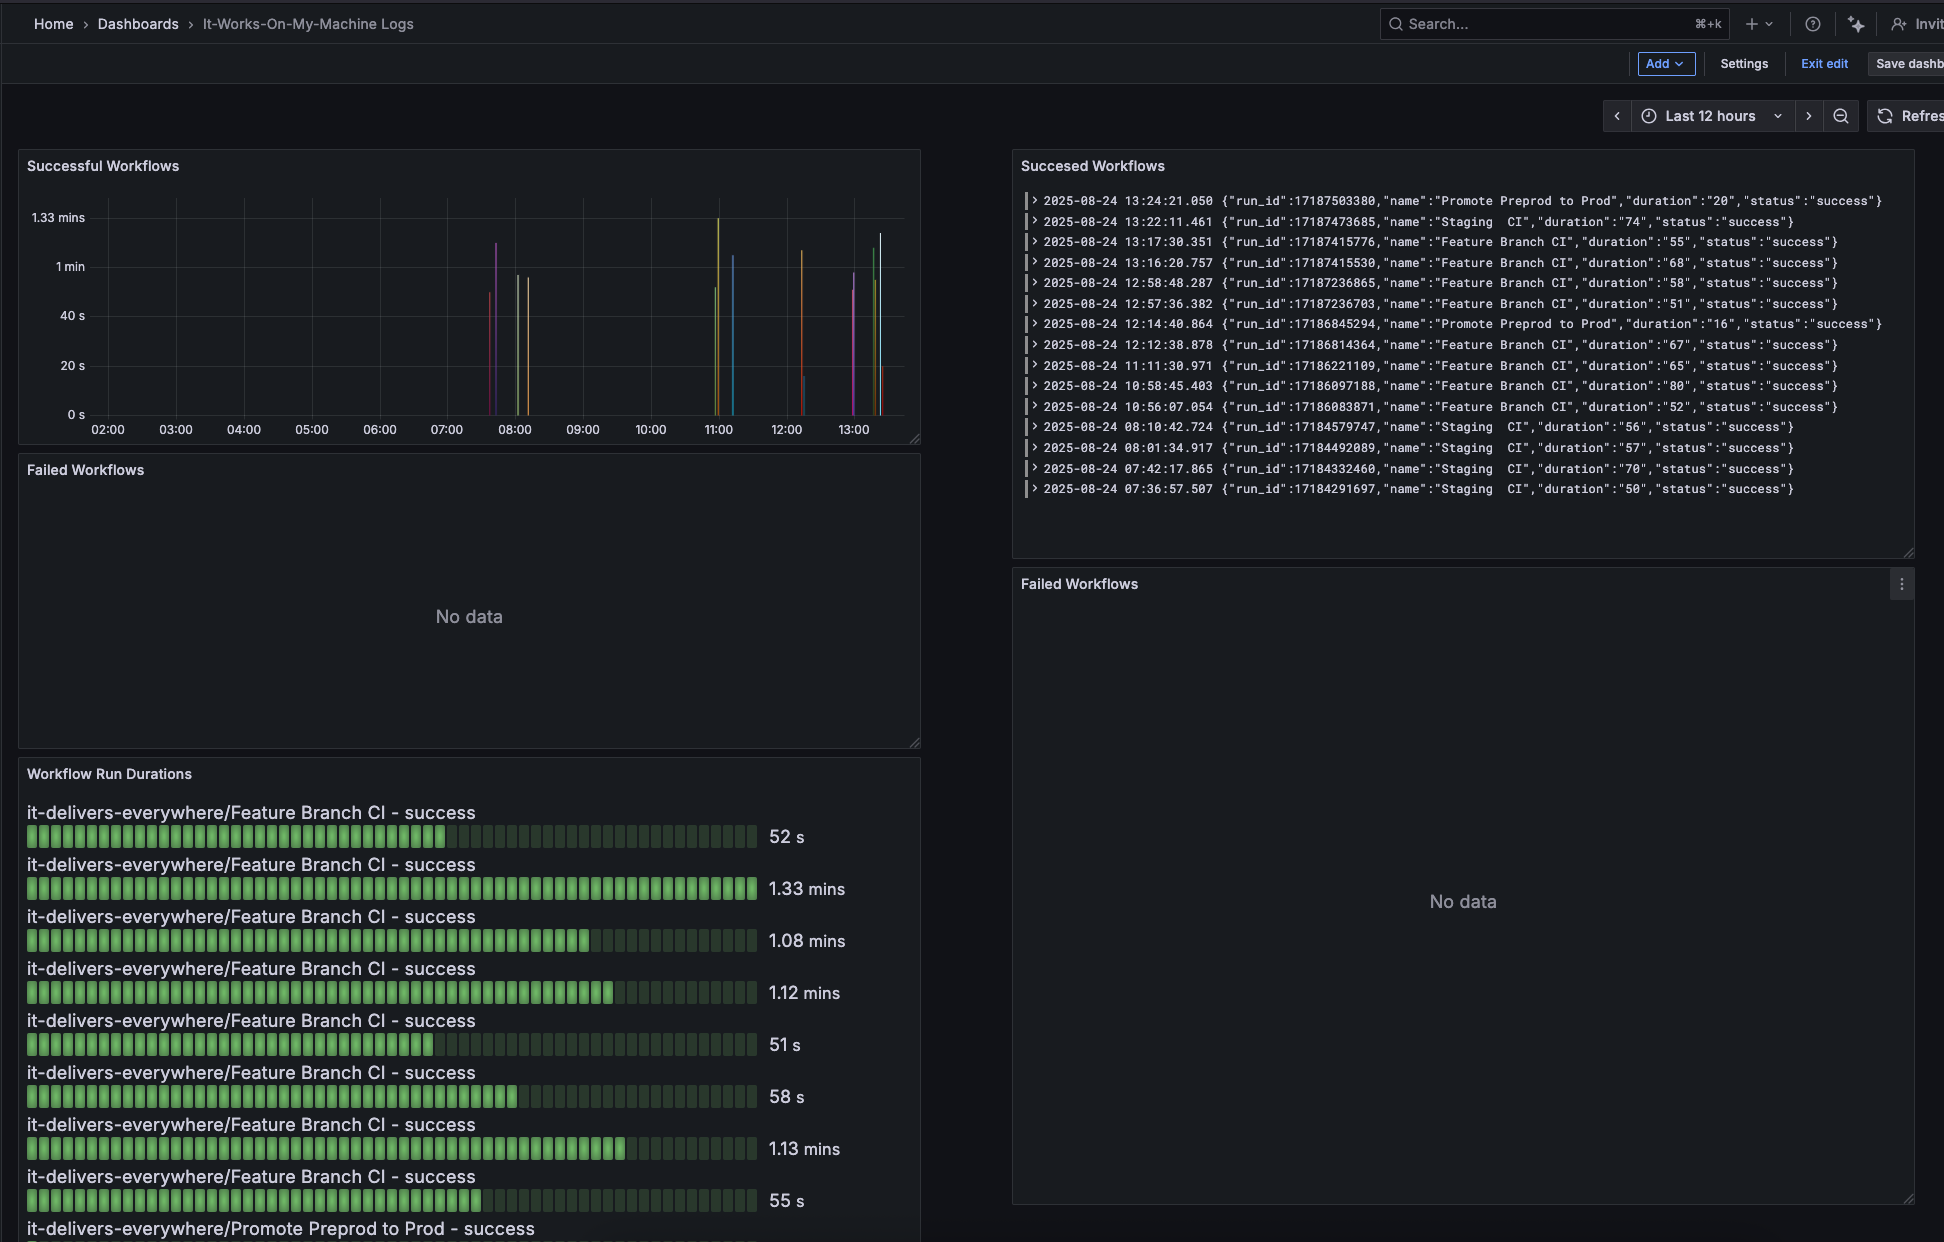 Home › Dashboards › It-Works-On-My-Machine Logs
Search... ⌘+k
Invit
Add
Settings
Exit edit
Save dashb
Last 12 hours
Refres
Successful Workflows
1.33 mins
1 min
40 s
20 s
0 s
02:00 03:00 04:00 05:00 06:00 07:00 08:00 09:00 10:00 11:00 12:00 13:00
Failed Workflows
No data
Workflow Run Durations
it-delivers-everywhere/Feature Branch CI - success
52 s
it-delivers-everywhere/Feature Branch CI - success
1.33 mins
it-delivers-everywhere/Feature Branch CI - success
1.08 mins
it-delivers-everywhere/Feature Branch CI - success
1.12 mins
it-delivers-everywhere/Feature Branch CI - success
51 s
it-delivers-everywhere/Feature Branch CI - success
58 s
it-delivers-everywhere/Feature Branch CI - success
1.13 mins
it-delivers-everywhere/Feature Branch CI - success
55 s
it-delivers-everywhere/Promote Preprod to Prod - success
Succesed Workflows
2025-08-24 13:24:21.050 {"run_id":17187503380,"name":"Promote Preprod to Prod","duration":"20","status":"success"}
2025-08-24 13:22:11.461 {"run_id":17187473685,"name":"Staging  CI","duration":"74","status":"success"}
2025-08-24 13:17:30.351 {"run_id":17187415776,"name":"Feature Branch CI","duration":"55","status":"success"}
2025-08-24 13:16:20.757 {"run_id":17187415530,"name":"Feature Branch CI","duration":"68","status":"success"}
2025-08-24 12:58:48.287 {"run_id":17187236865,"name":"Feature Branch CI","duration":"58","status":"success"}
2025-08-24 12:57:36.382 {"run_id":17187236703,"name":"Feature Branch CI","duration":"51","status":"success"}
2025-08-24 12:14:40.864 {"run_id":17186845294,"name":"Promote Preprod to Prod","duration":"16","status":"success"}
2025-08-24 12:12:38.878 {"run_id":17186814364,"name":"Feature Branch CI","duration":"67","status":"success"}
2025-08-24 11:11:30.971 {"run_id":17186221109,"name":"Feature Branch CI","duration":"65","status":"success"}
2025-08-24 10:58:45.403 {"run_id":17186097188,"name":"Feature Branch CI","duration":"80","status":"success"}
2025-08-24 10:56:07.054 {"run_id":17186083871,"name":"Feature Branch CI","duration":"52","status":"success"}
2025-08-24 08:10:42.724 {"run_id":17184579747,"name":"Staging  CI","duration":"56","status":"success"}
2025-08-24 08:01:34.917 {"run_id":17184492089,"name":"Staging  CI","duration":"57","status":"success"}
2025-08-24 07:42:17.865 {"run_id":17184332460,"name":"Staging  CI","duration":"70","status":"success"}
2025-08-24 07:36:57.507 {"run_id":17184291697,"name":"Staging  CI","duration":"50","status":"success"}
Failed Workflows
No data